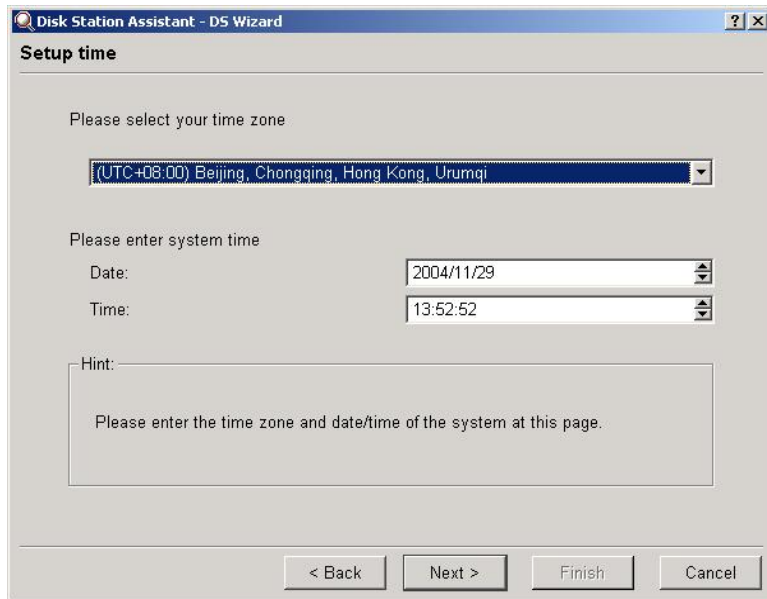 Disk Station Assistant - DS Wizard
Setup time
Please select your time zone
(UTC+08:00) Beijing, Chongqing, Hong Kong, Urumqi
Please enter system time
Date: 2004/11/29
Time: 13:52:52
Hint:
Please enter the time zone and date/time of the system at this page.
< Back Next > Finish Cancel